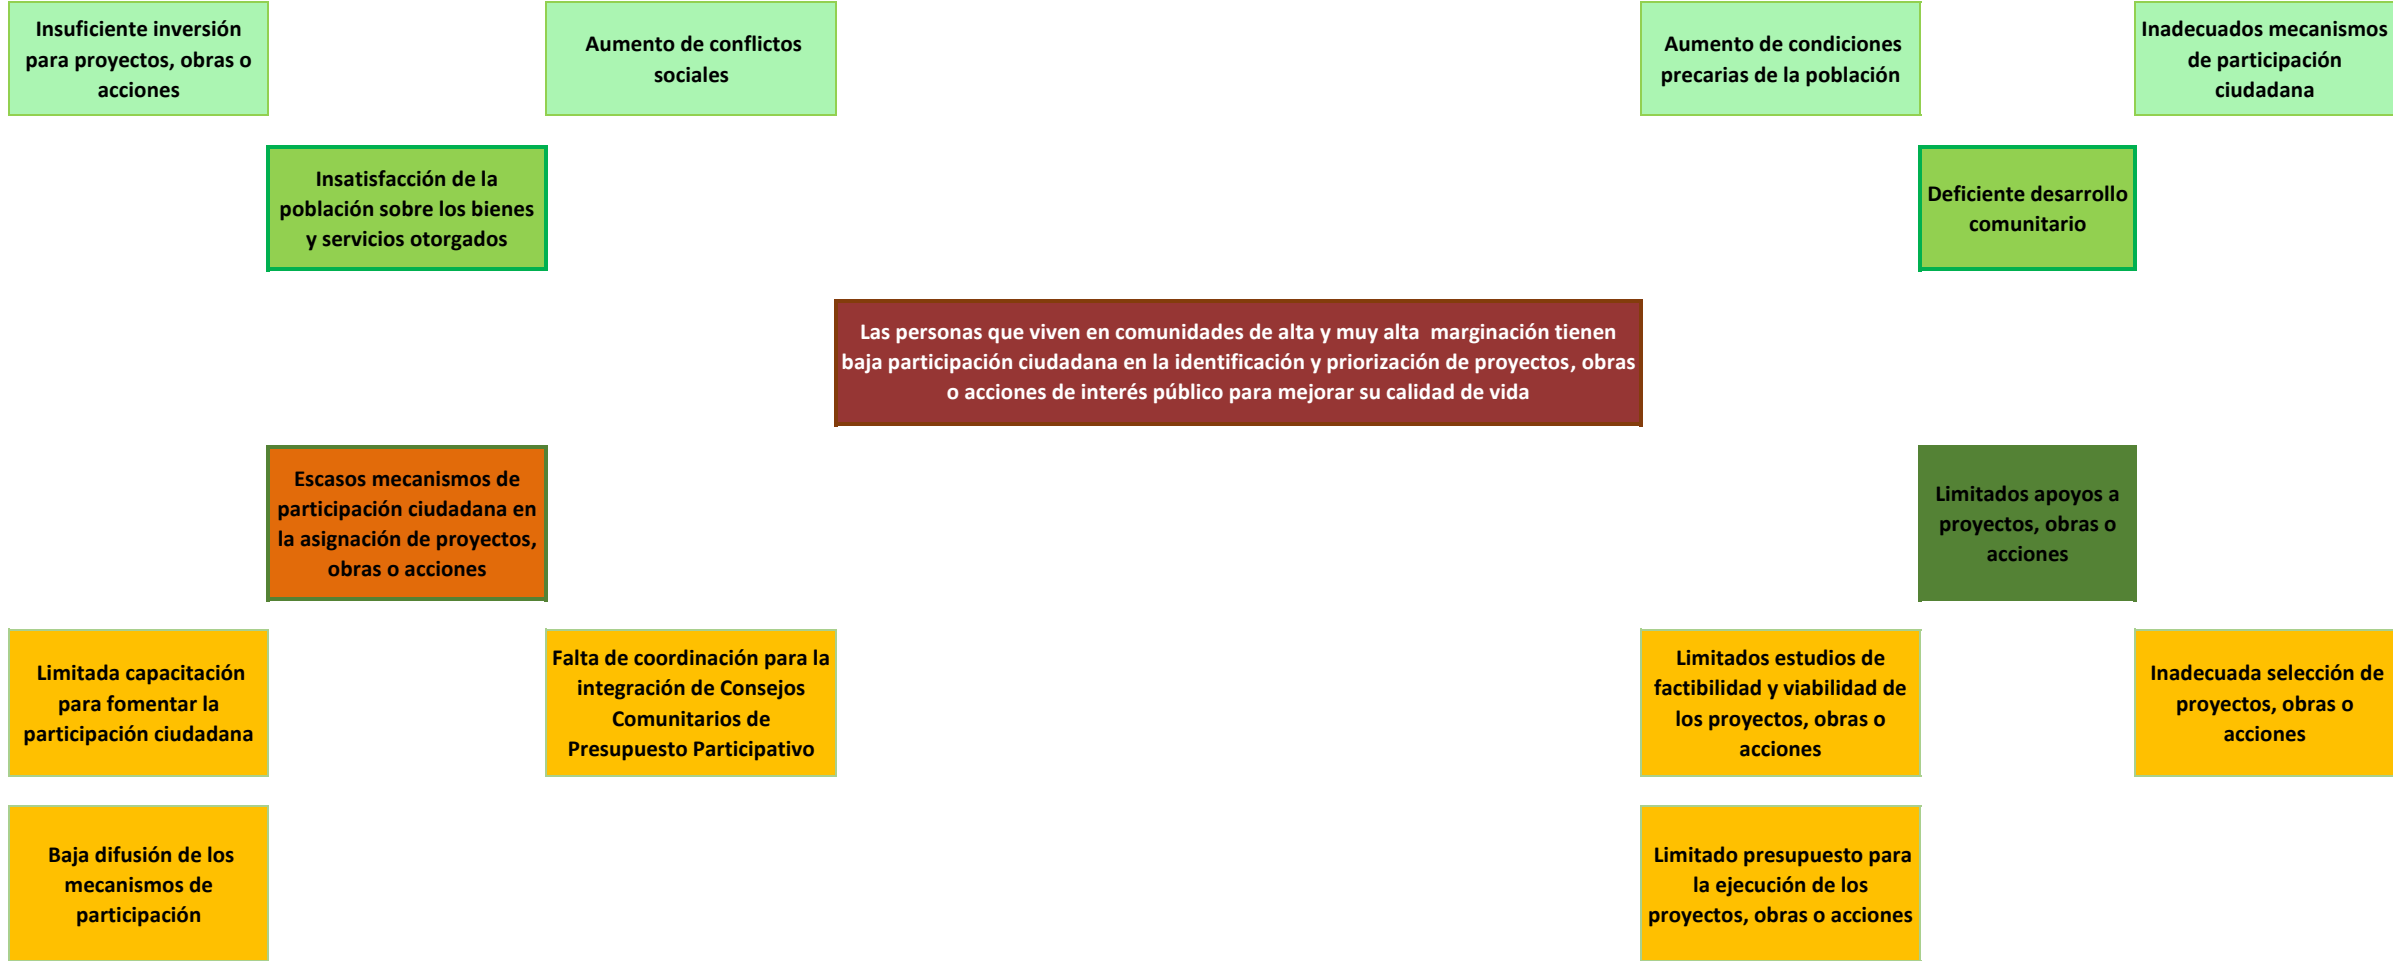 Insuficiente inversión
para proyectos, obras o
acciones
Aumento de conflictos
sociales
Aumento de condiciones
precarias de la población
Inadecuados mecanismos
de participación
ciudadana
Insatisfacción de la
población sobre los bienes
y servicios otorgados
Deficiente desarrollo
comunitario
Las personas que viven en comunidades de alta y muy alta  marginación tienen
baja participación ciudadana en la identificación y priorización de proyectos, obras
o acciones de interés público para mejorar su calidad de vida
Escasos mecanismos de
participación ciudadana en
la asignación de proyectos,
obras o acciones
Limitados apoyos a
proyectos, obras o
acciones
Limitada capacitación
para fomentar la
participación ciudadana
Falta de coordinación para la
integración de Consejos
Comunitarios de
Presupuesto Participativo
Limitados estudios de
factibilidad y viabilidad de
los proyectos, obras o
acciones
Inadecuada selección de
proyectos, obras o
acciones
Baja difusión de los
mecanismos de
participación
Limitado presupuesto para
la ejecución de los
proyectos, obras o acciones